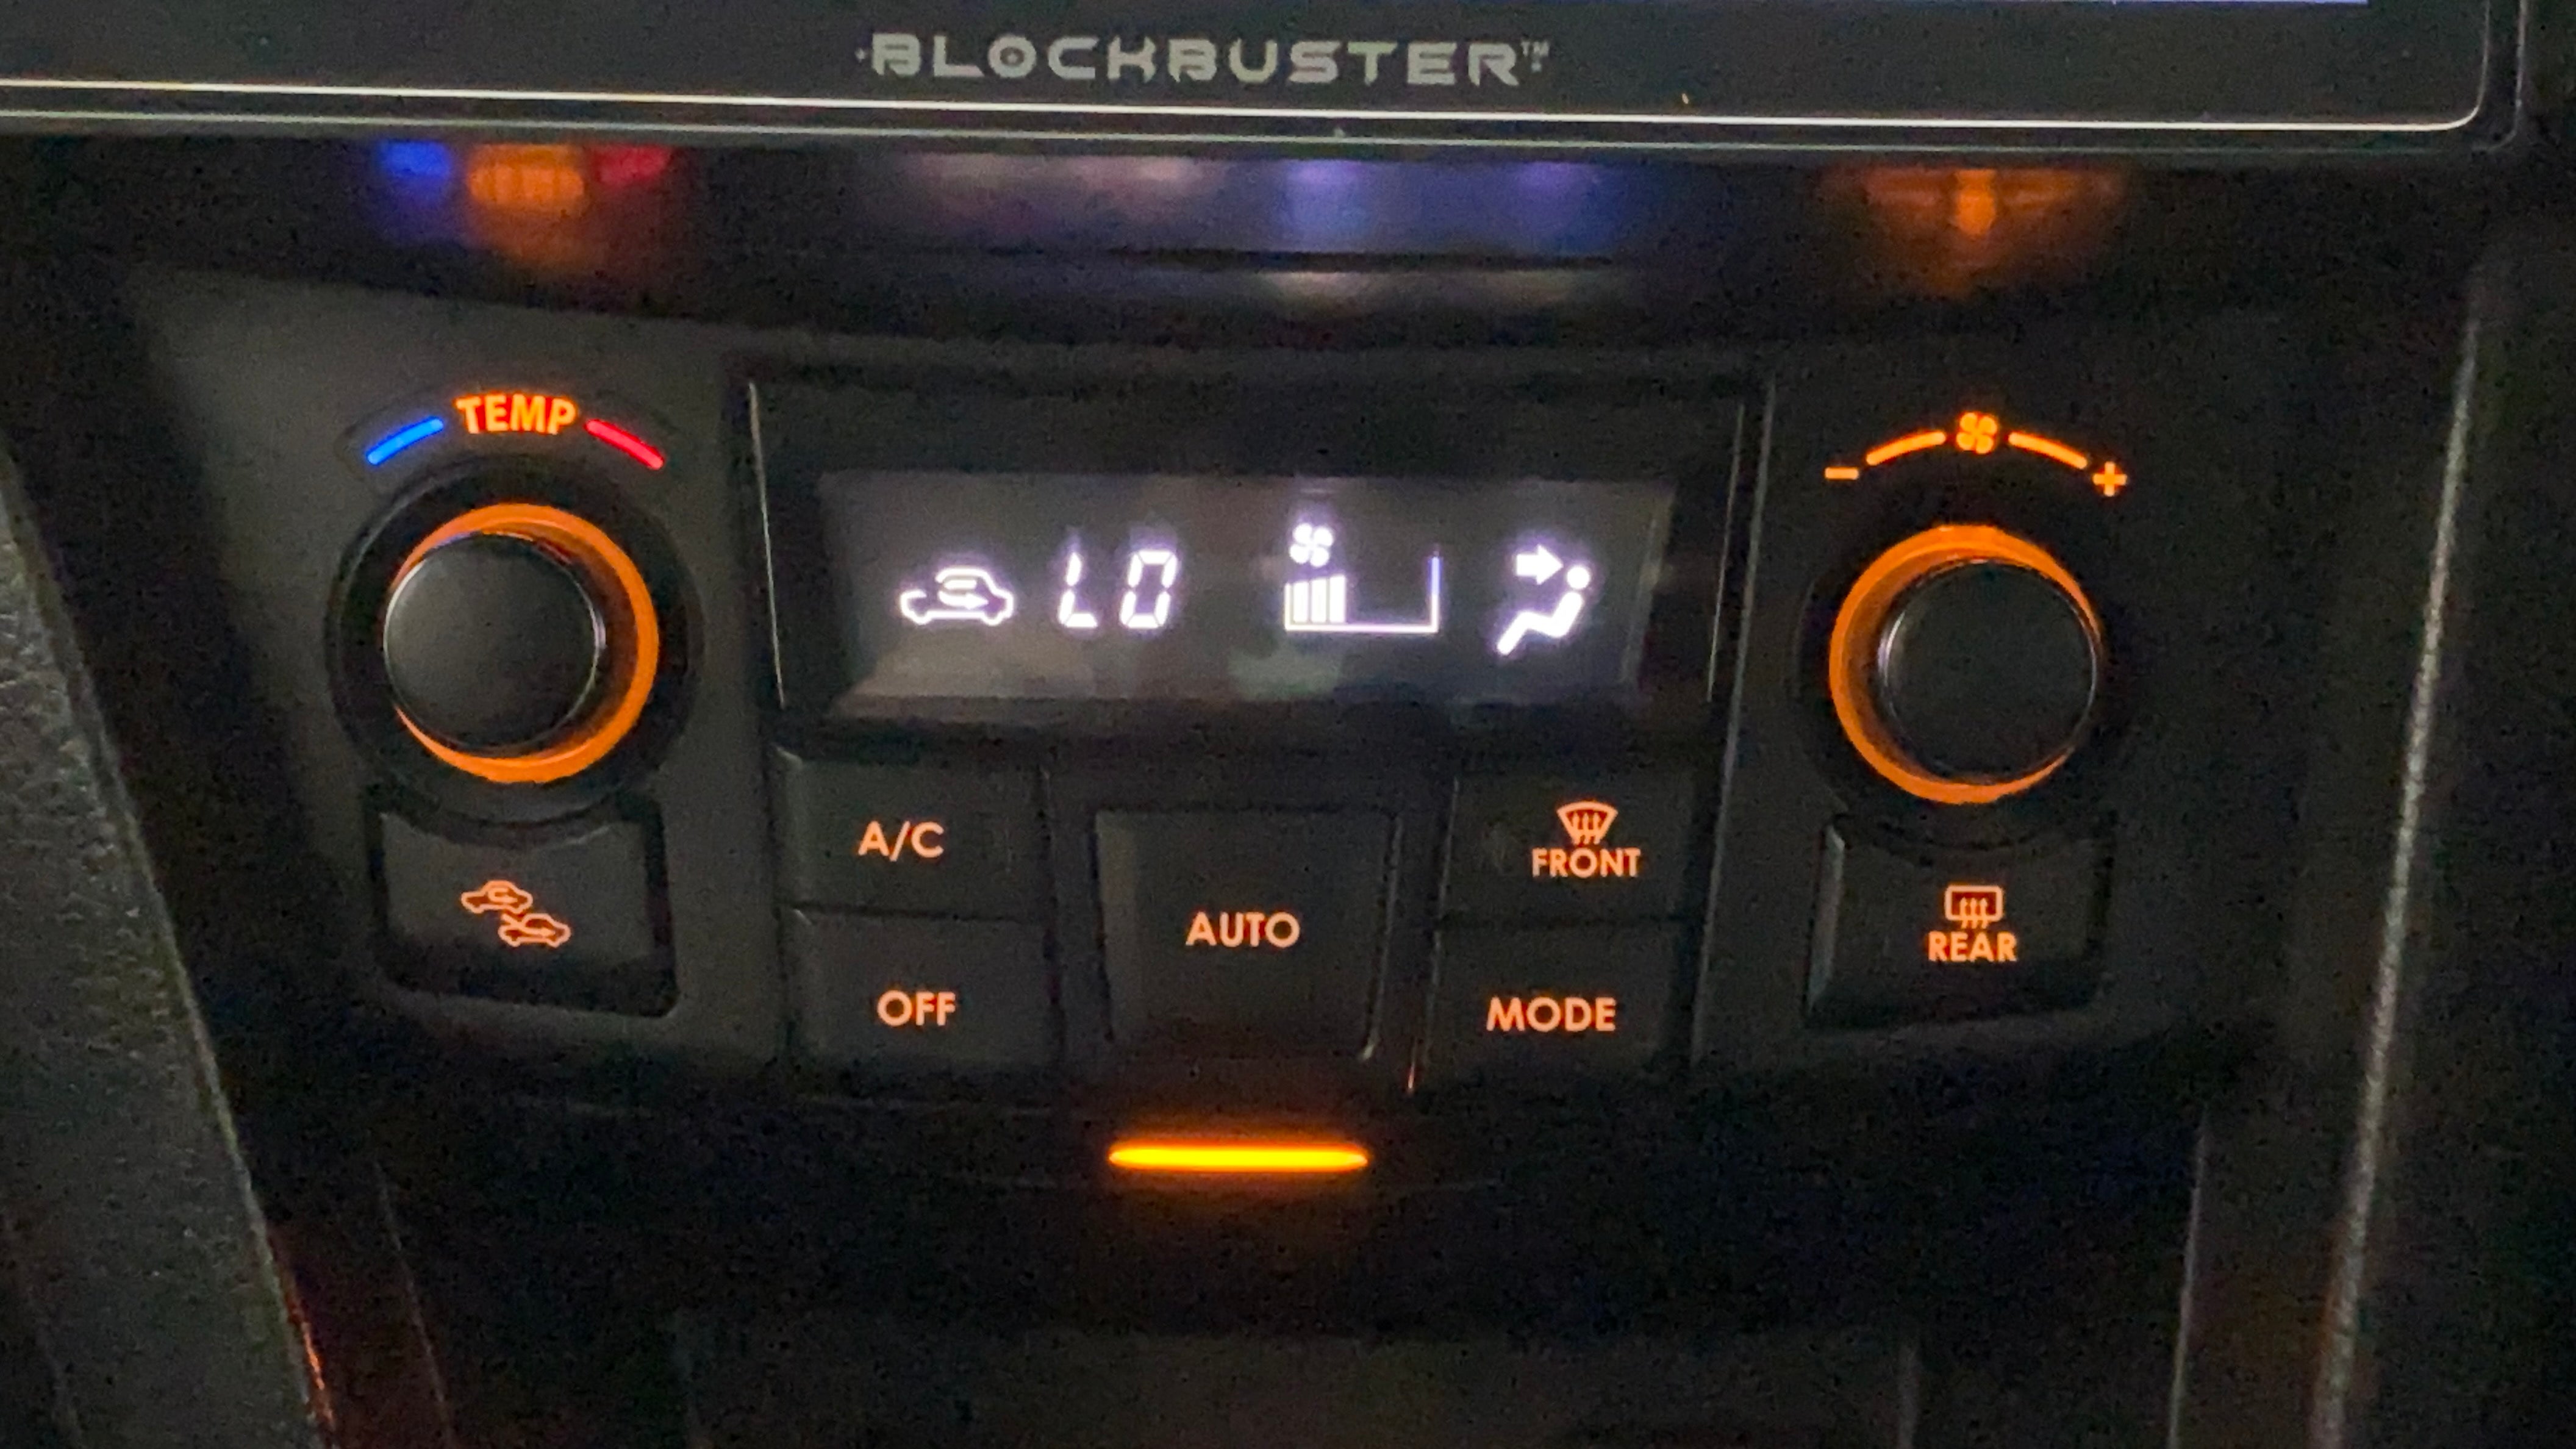 BLOCKBUSTER™
TEMP
- +
LO
A/C
FRONT
AUTO
REAR
OFF
MODE